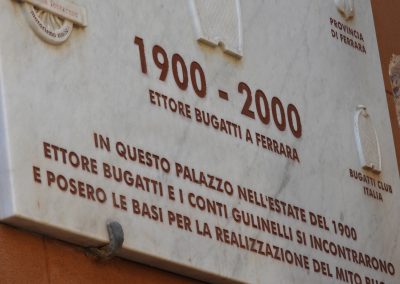 PROVINCIA
DI FERRARA
1900 - 2000
ETTORE BUGATTI A FERRARA
BUGATTI CLUB
ITALIA
IN QUESTO PALAZZO NELL'ESTATE DEL 1900
ETTORE BUGATTI E I CONTI GULINELLI SI INCONTRARONO
E POSERO LE BASI PER LA REALIZZAZIONE DEL MITO